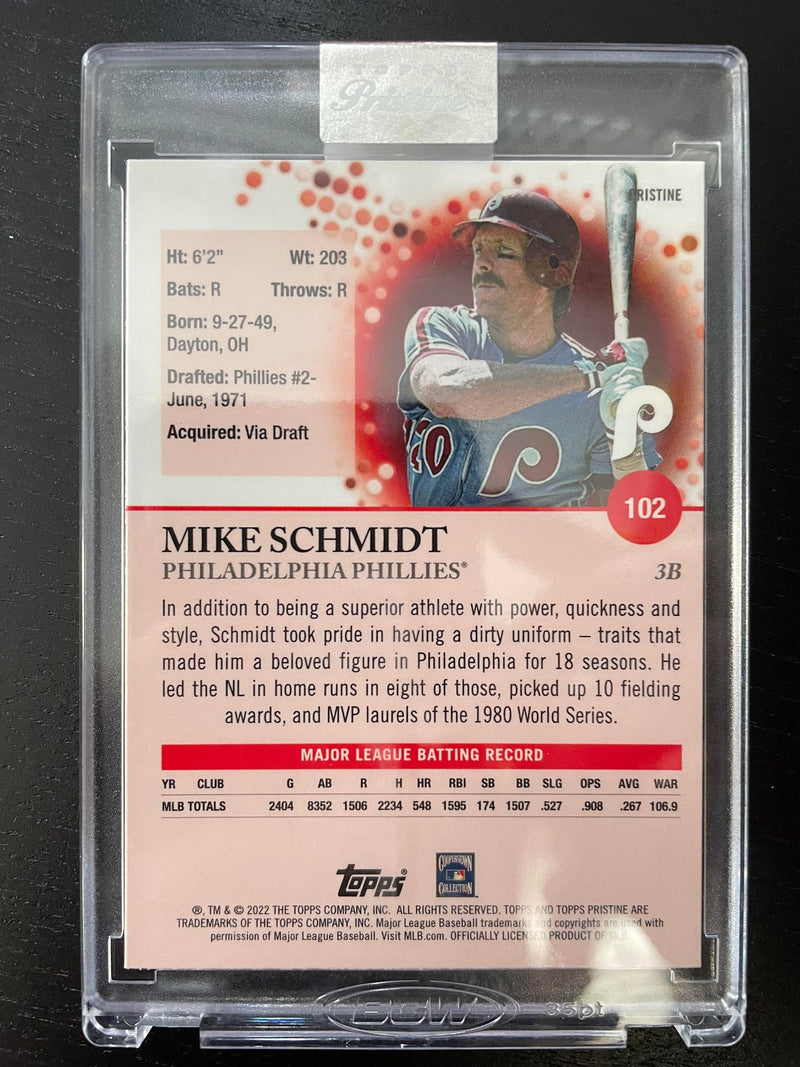 TOPPS
Pristine
PRISTINE
Ht: 6'2" Wt: 203
Bats: R Throws: R
Born: 9-27-49,
Dayton, OH
Drafted: Phillies #2-
June, 1971
Acquired: Via Draft
20
P
P
102
MIKE SCHMIDT
PHILADELPHIA PHILLIES®
3B
In addition to being a superior athlete with power, quickness and
style, Schmidt took pride in having a dirty uniform – traits that
made him a beloved figure in Philadelphia for 18 seasons. He
led the NL in home runs in eight of those, picked up 10 fielding
awards, and MVP laurels of the 1980 World Series.
MAJOR LEAGUE BATTING RECORD
YR CLUB G AB R H HR RBI SB BB SLG OPS AVG WAR
MLB TOTALS 2404 8352 1506 2234 548 1595 174 1507 .527 .908 .267 106.9
Topps®
COOPERSTOWN
COLLECTION
®, TM & © 2022 THE TOPPS COMPANY, INC. ALL RIGHTS RESERVED. TOPPS AND TOPPS PRISTINE ARE
TRADEMARKS OF THE TOPPS COMPANY, INC. Major League Baseball trademarks and copyrights are used with
permission of Major League Baseball. Visit MLB.com. OFFICIALLY LICENSED PRODUCT OF MLB.
BCW 35pt